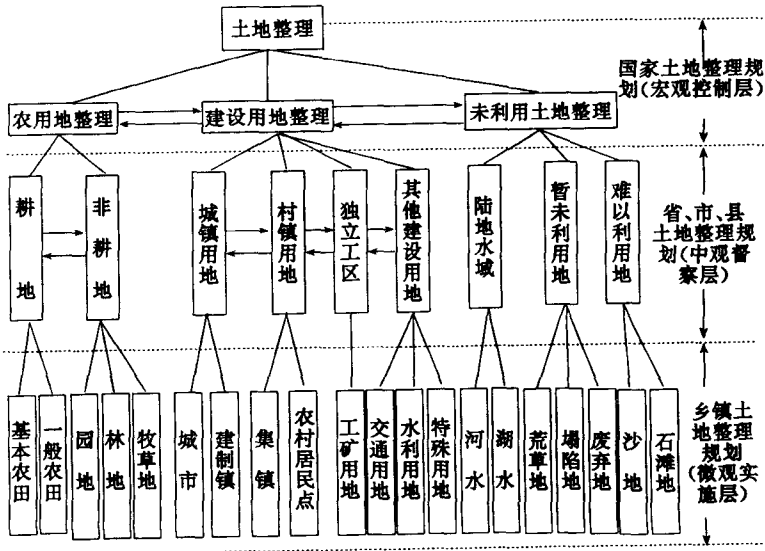 土地整理
国家土地整理规
划(宏观控制层)
农用地整理
建设用地整理
未利用土地整理
耕地
非耕地
城镇用地
村镇用地
独立工区
其他建设用地
陆地水域
暂未利用地
难以利用地
省、市、县
土地整理规
划(中观督
察层)
基本农田
一般农田
园地
林地
牧草地
城市
建制镇
集镇
农村居民点
工矿用地
交通用地
水利用地
特殊用地
河水
湖水
荒草地
塌陷地
废弃地
沙地
石滩地
乡镇土
地整理
规划
(微观实
施层)